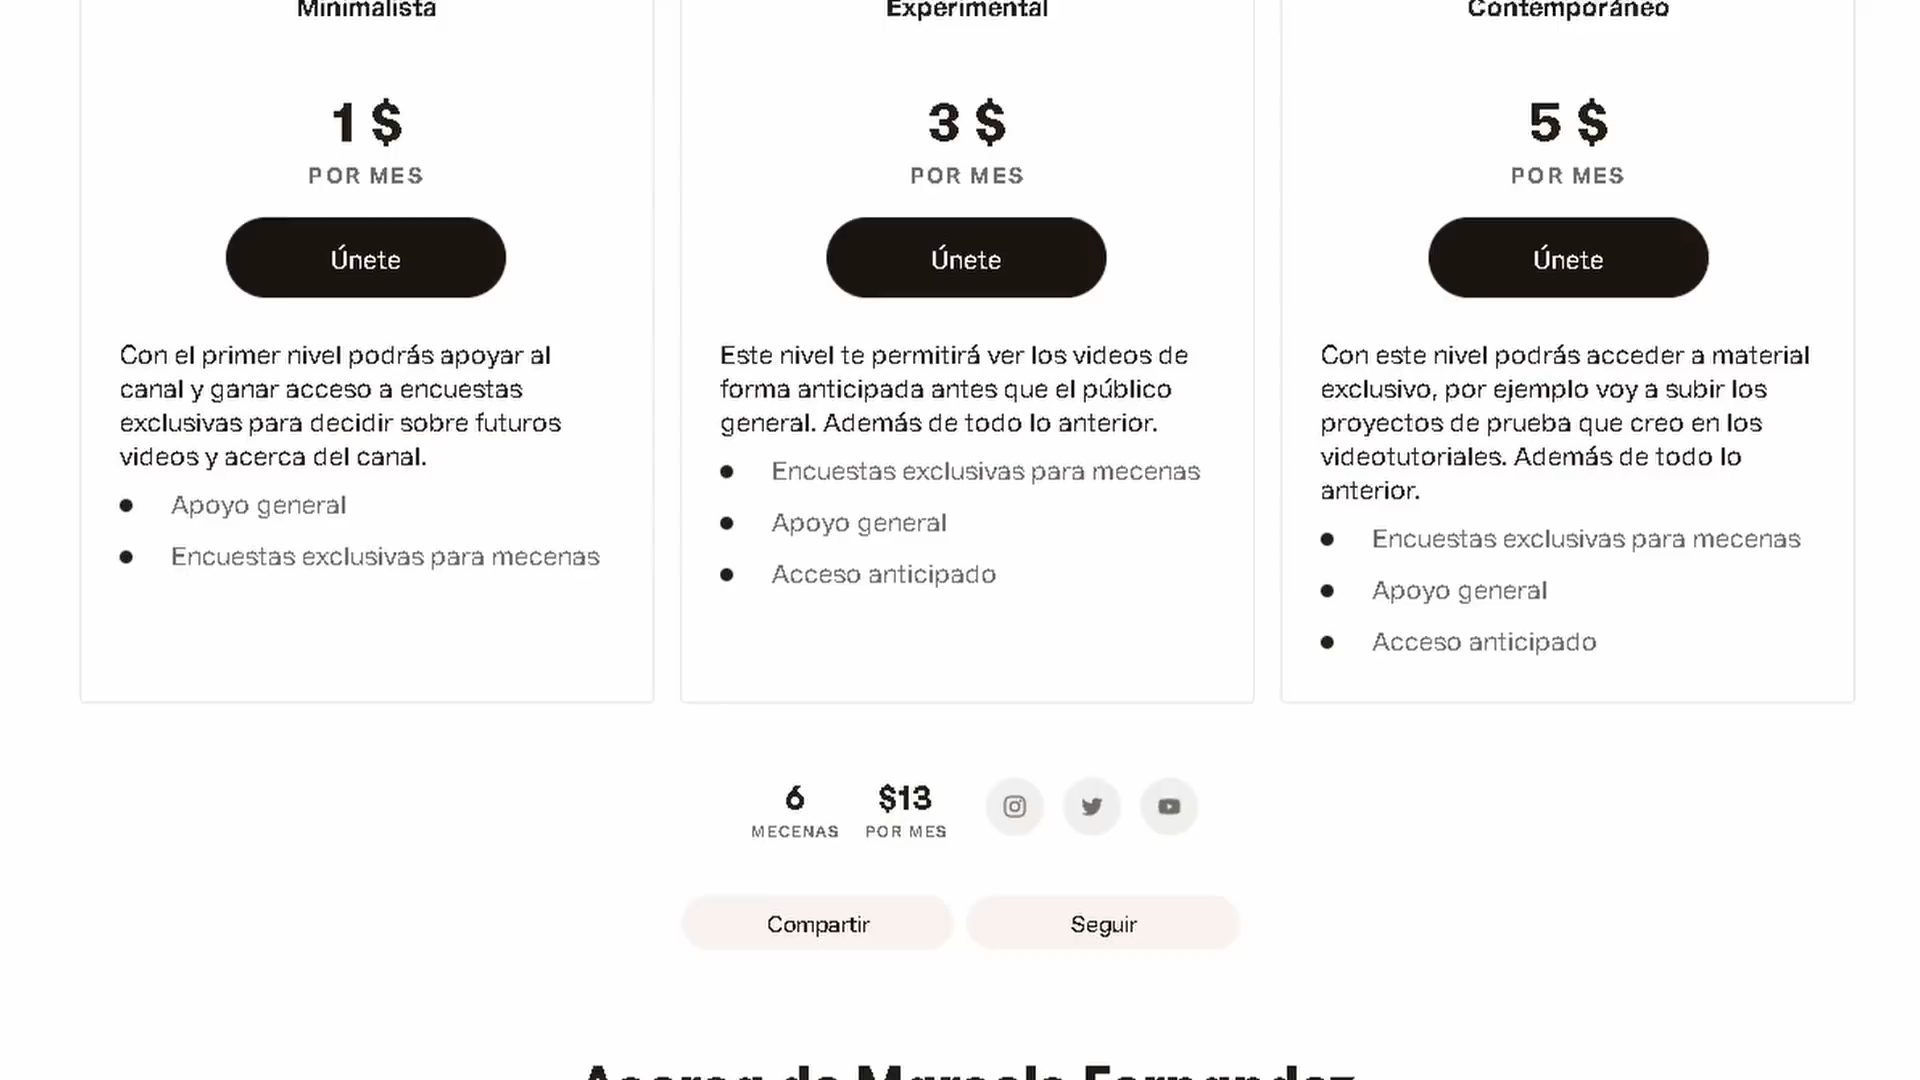 Minimalista
1 $
POR MES
Únete
Con el primer nivel podrás apoyar al
canal y ganar acceso a encuestas
exclusivas para decidir sobre futuros
videos y acerca del canal.
Apoyo general
Encuestas exclusivas para mecenas
Experimental
3 $
POR MES
Únete
Este nivel te permitirá ver los videos de
forma anticipada antes que el público
general. Además de todo lo anterior.
Encuestas exclusivas para mecenas
Apoyo general
Acceso anticipado
Contemporáneo
5 $
POR MES
Únete
Con este nivel podrás acceder a material
exclusivo, por ejemplo voy a subir los
proyectos de prueba que creo en los
videotutoriales. Además de todo lo
anterior.
Encuestas exclusivas para mecenas
Apoyo general
Acceso anticipado
6
MECENAS
$13
POR MES
Compartir
Seguir
Acerca de Marcelo Fernandez